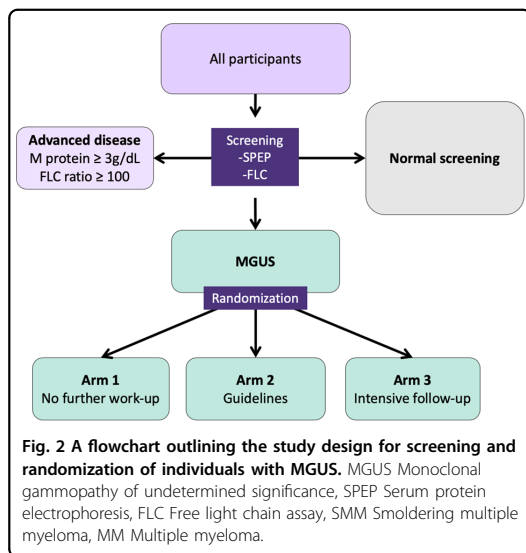 All participants
Advanced disease
M protein ≥ 3g/dL
FLC ratio ≥ 100
Screening
-SPEP
-FLC
Normal screening
MGUS
Randomization
Arm 1
No further work-up
Arm 2
Guidelines
Arm 3
Intensive follow-up
Fig. 2 A flowchart outlining the study design for screening and
randomization of individuals with MGUS. MGUS Monoclonal
gammopathy of undetermined significance, SPEP Serum protein
electrophoresis, FLC Free light chain assay, SMM Smoldering multiple
myeloma, MM Multiple myeloma.